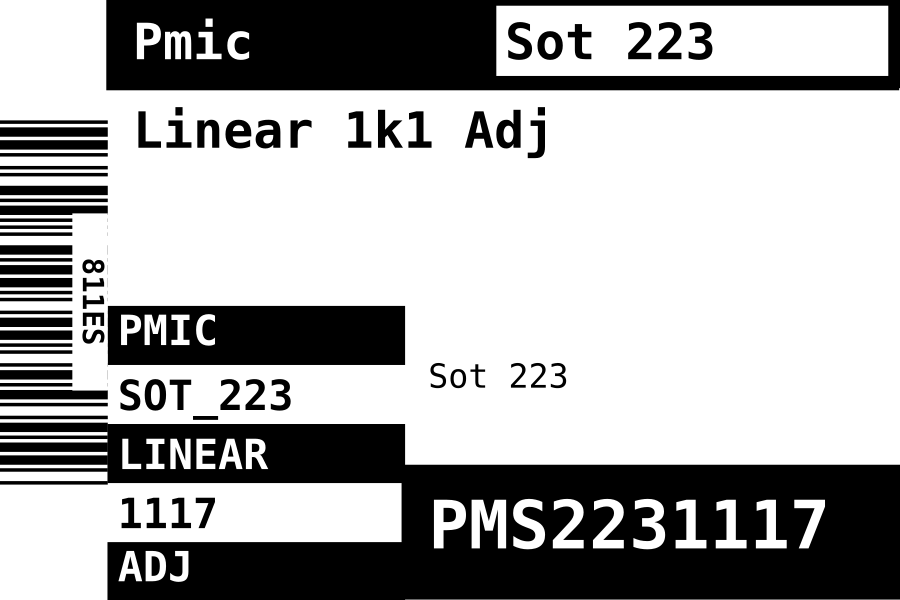 Pmic
Sot 223
Linear 1k1 Adj
811ES
PMIC
SOT_223
LINEAR
1117
ADJ
Sot 223
PMS2231117